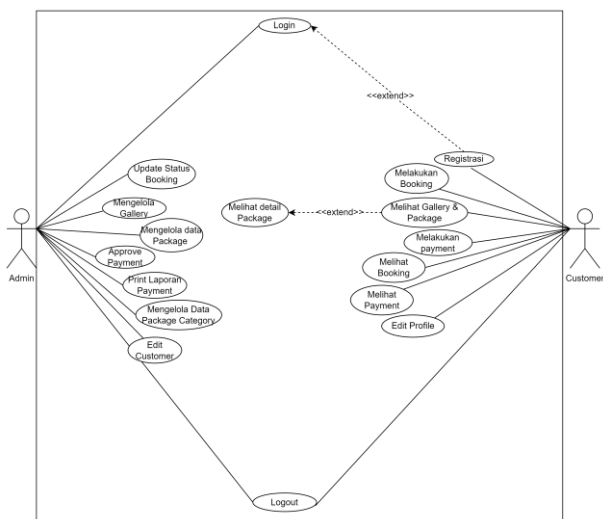 Login
<<extend>>
Registrasi
Update Status
Booking
Melakukan
Booking
Mengelola
Gallery
Melihat detail
Package
<<extend>>
Melihat Gallery &
Package
Mengelola data
Package
Melakukan
payment
Approve
Payment
Melihat
Booking
Admin
Customer
Print Laporan
Payment
Melihat
Payment
Mengelola Data
Package Category
Edit Profile
Edit
Customer
Logout